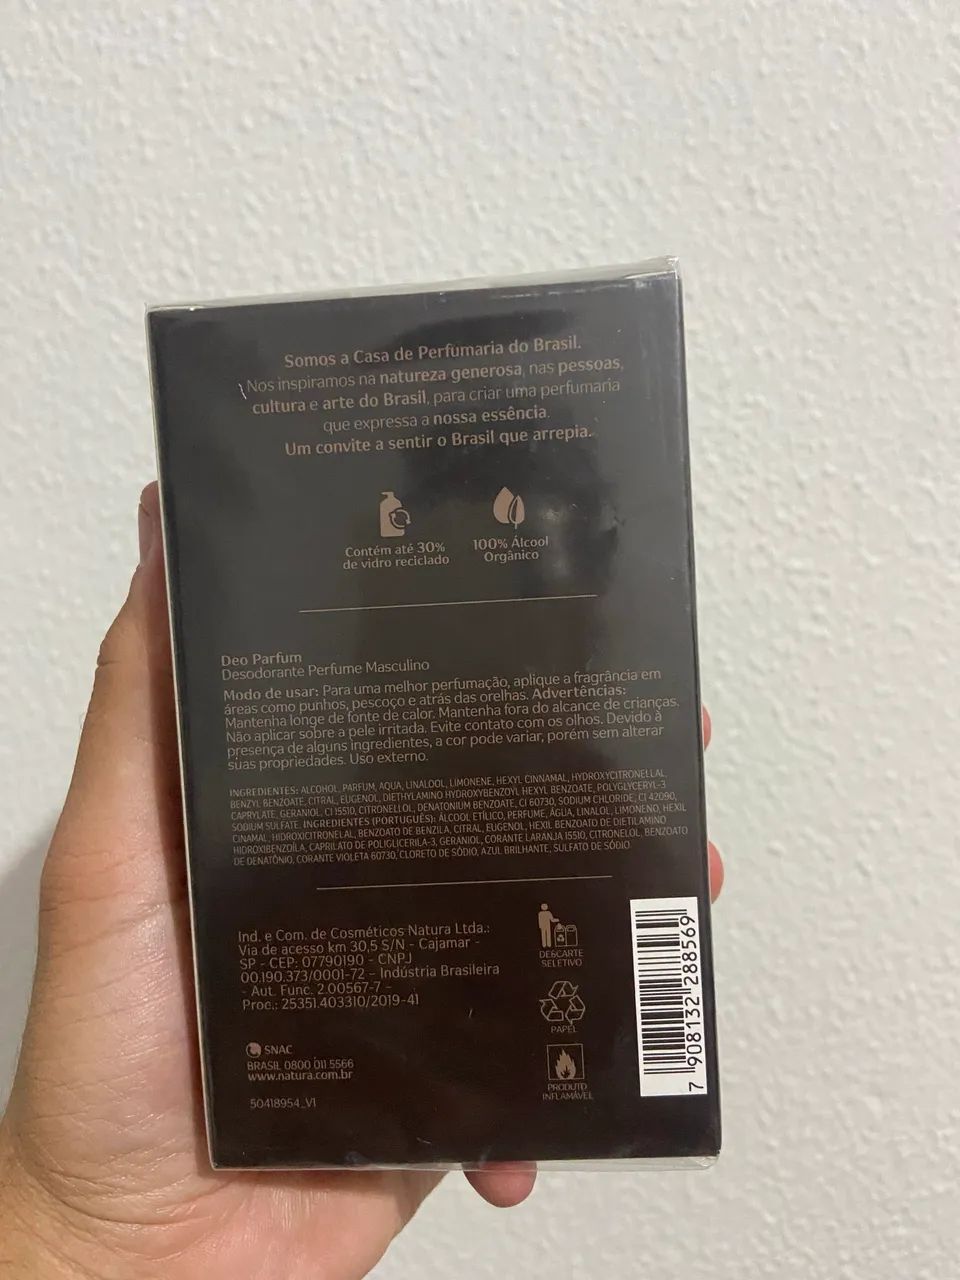 Somos a Casa de Perfumaria do Brasil.
Nos inspiramos na natureza generosa, nas pessoas,
cultura e arte do Brasil, para criar uma perfumaria
que expressa a nossa essência.
Um convite a sentir o Brasil que arrepia.
Contém até 30%
de vidro reciclado
100% Álcool
Orgânico
Deo Parfum
Desodorante Perfume Masculino
Modo de usar: Para uma melhor perfumação, aplique a fragrância em
áreas como punhos, pescoço e atrás das orelhas. Advertências:
Mantenha longe de fonte de calor. Mantenha fora do alcance de crianças.
Não aplicar sobre a pele irritada. Evite contato com os olhos. Devido à
presença de alguns ingredientes, a cor pode variar, porém sem alterar
suas propriedades. Uso externo.
INGREDIENTES: ALCOHOL, PARFUM, AQUA, LINALOOL, LIMONENE, HEXYL CINNAMAL, HYDROXYCITRONELLAL,
BENZYL BENZOATE, CITRAL, EUGENOL, DIETHYLAMINO HYDROXYBENZOYL HEXYL BENZOATE, POLYGLYCERYL-3
CAPRYLATE, GERANIOL, CI 15510, CITRONELLOL, DENATONIUM BENZOATE, CI 60730, SODIUM CHLORIDE, CI 42090,
SODIUM SULFATE. INGREDIENTES (PORTUGUÊS): ÁLCOOL ETÍLICO, PERFUME, ÁGUA, LINALOL, LIMONENO, HEXIL
CINAMAL, HIDROXICITRONELAL, BENZOATO DE BENZILA, CITRAL, EUGENOL, HEXIL BENZOATO DE DIETILAMINO
HIDROXIBENZOÍLA, CAPRILATO DE POLIGLICERILA-3, GERANIOL, CORANTE LARANJA 15510, CITRONELOL, BENZOATO
DE DENATÔNIO, CORANTE VIOLETA 60730, CLORETO DE SÓDIO, AZUL BRILHANTE, SULFATO DE SÓDIO.
Ind. e Com. de Cosméticos Natura Ltda.:
Via de acesso km 30,5 S/N - Cajamar -
SP - CEP: 07790190 - CNPJ
00.190.373/0001-72 - Indústria Brasileira
- Aut. Func. 2.00567-7 -
Proc.: 25351.403310/2019-41
SNAC
BRASIL 0800 011 5566
www.natura.com.br
50418954_V1
DESCARTE
SELETIVO
PAPEL
PRODUTO
INFLAMÁVEL
7 908132 288569